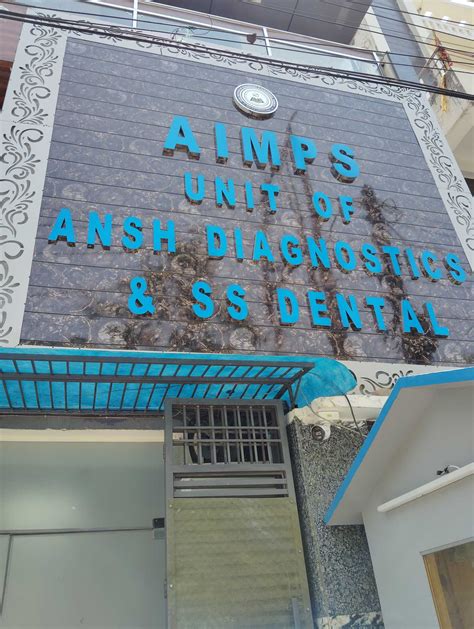 AIMPS
UNIT OF
ANSH DIAGNOSTICS
& SS DENTAL